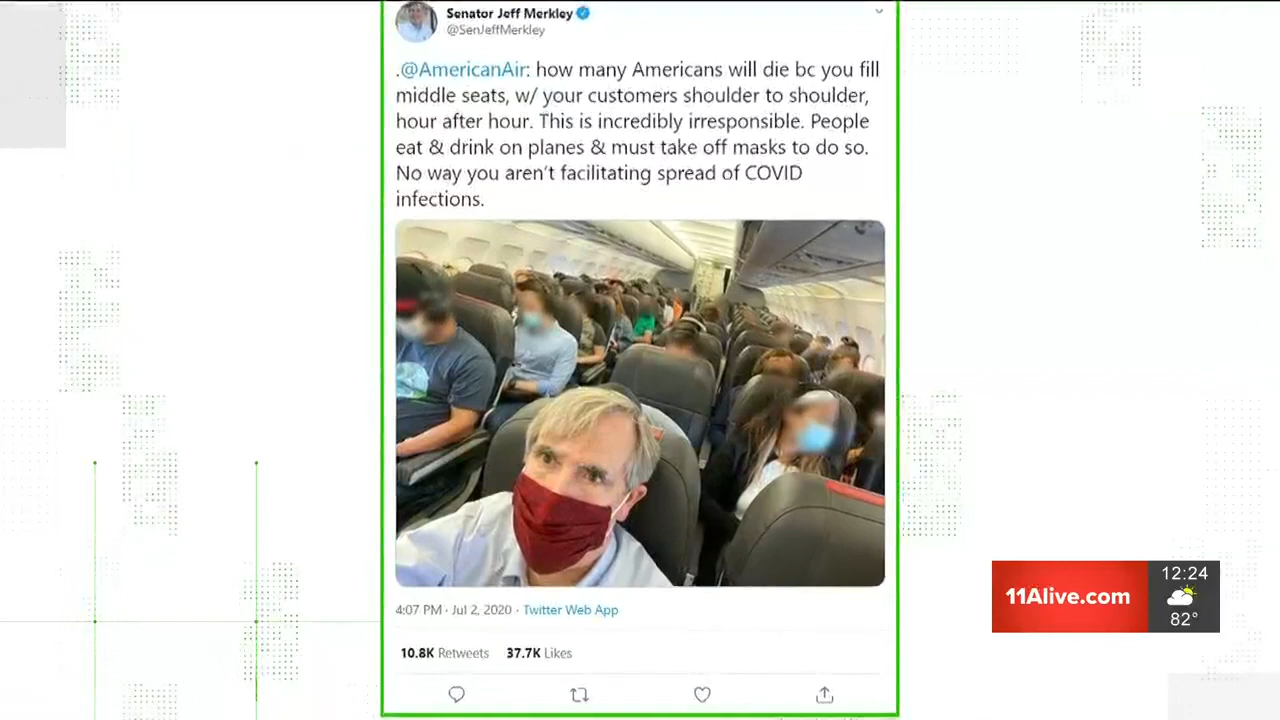 Senator Jeff Merkley
@SenJeffMerkley
.@AmericanAir: how many Americans will die bc you fill
middle seats, w/ your customers shoulder to shoulder,
hour after hour. This is incredibly irresponsible. People
eat & drink on planes & must take off masks to do so.
No way you aren't facilitating spread of COVID
infections.
4:07 PM · Jul 2, 2020 · Twitter Web App
10.8K Retweets 37.7K Likes
11Alive.com
12:24
82°